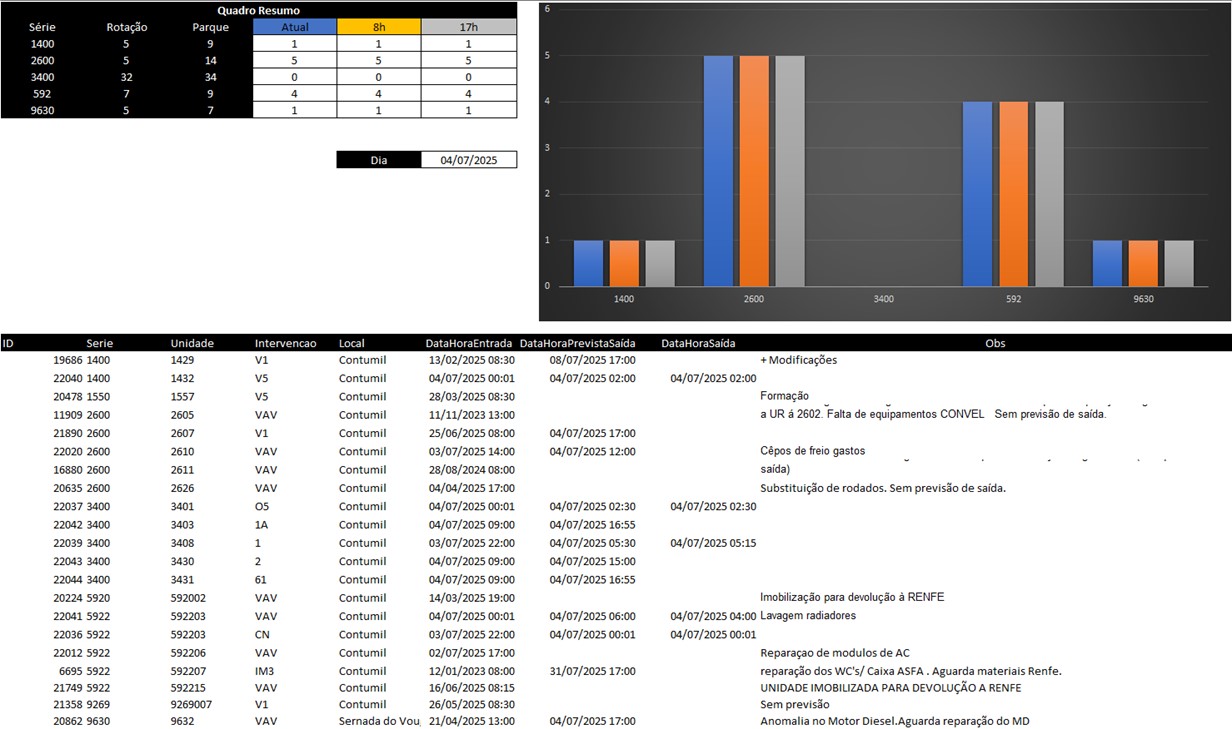 Quadro Resumo
Série Rotação Parque Atual 8h 17h
1400 5 9 1 1 1
2600 5 14 5 5 5
3400 32 34 0 0 0
592 7 9 4 4 4
9630 5 7 1 1 1
Dia 04/07/2025
6
5
4
3
2
1
0
1400 2600 3400 592 9630
ID Serie Unidade Intervencao Local DataHoraEntrada DataHoraPrevistaSaída DataHoraSaída Obs
19686 1400 1429 V1 Contumil 13/02/2025 08:30 08/07/2025 17:00 + Modificações
22040 1400 1432 V5 Contumil 04/07/2025 00:01 04/07/2025 02:00 04/07/2025 02:00
20478 1550 1557 V5 Contumil 28/03/2025 08:30 Formação
11909 2600 2605 VAV Contumil 11/11/2023 13:00 a UR á 2602. Falta de equipamentos CONVEL Sem previsão de saída.
21890 2600 2607 V1 Contumil 25/06/2025 08:00 04/07/2025 17:00
22020 2600 2610 VAV Contumil 03/07/2025 14:00 04/07/2025 12:00 Cêpos de freio gastos
16880 2600 2611 VAV Contumil 28/08/2024 08:00 saída)
20635 2600 2626 VAV Contumil 04/04/2025 17:00 Substituição de rodados. Sem previsão de saída.
22037 3400 3401 O5 Contumil 04/07/2025 00:01 04/07/2025 02:30 04/07/2025 02:30
22042 3400 3403 1A Contumil 04/07/2025 09:00 04/07/2025 16:55
22039 3400 3408 1 Contumil 03/07/2025 22:00 04/07/2025 05:30 04/07/2025 05:15
22043 3400 3430 2 Contumil 04/07/2025 09:00 04/07/2025 15:00
22044 3400 3431 61 Contumil 04/07/2025 09:00 04/07/2025 16:55
20224 5920 592002 VAV Contumil 14/03/2025 19:00 Imobilização para devolução à RENFE
22041 5922 592203 VAV Contumil 04/07/2025 00:01 04/07/2025 06:00 04/07/2025 04:00 Lavagem radiadores
22036 5922 592203 CN Contumil 03/07/2025 22:00 04/07/2025 00:01 04/07/2025 00:01
22012 5922 592206 VAV Contumil 02/07/2025 17:00 Reparaçao de modulos de AC
6695 5922 592207 IM3 Contumil 12/01/2023 08:00 31/07/2025 17:00 reparação dos WC's/ Caixa ASFA . Aguarda materiais Renfe.
21749 5922 592215 VAV Contumil 16/06/2025 08:15 UNIDADE IMOBILIZADA PARA DEVOLUÇÃO A RENFE
21358 9269 9269007 V1 Contumil 26/05/2025 08:30 Sem previsão
20862 9630 9632 VAV Sernada do Vou 21/04/2025 13:00 04/07/2025 17:00 Anomalia no Motor Diesel.Aguarda reparação do MD